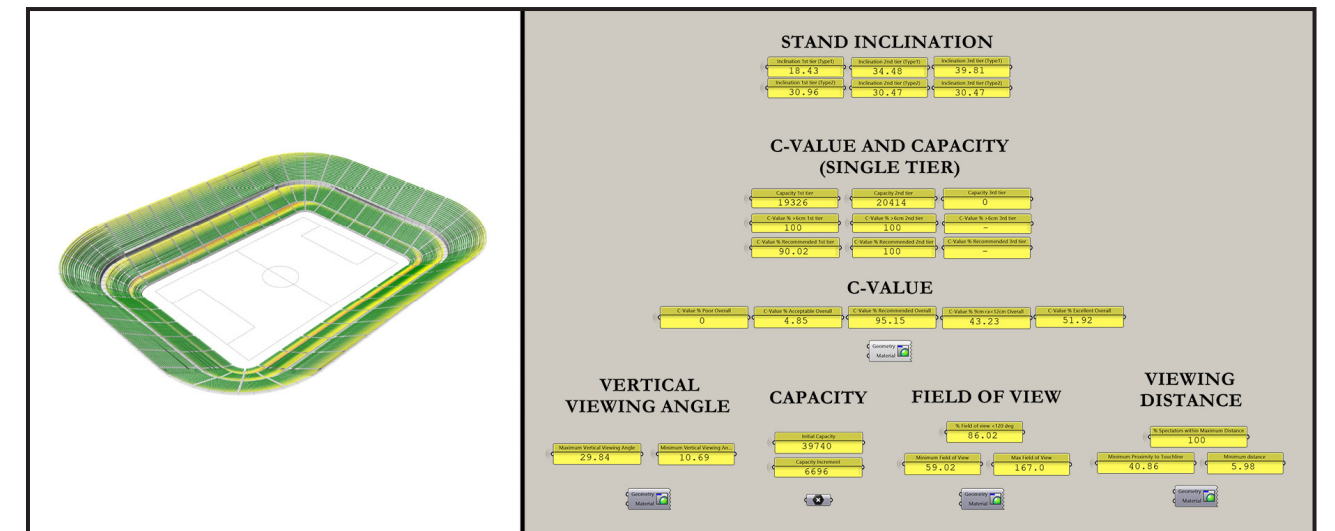 STAND INCLINATION
Inclination 1st tier (Type1) Inclination 2nd tier (Type1) Inclination 3rd tier (Type1)
18.43 34.48 39.81
Inclination 1st tier (Type2) Inclination 2nd tier (Type2) Inclination 3rd tier (Type2)
30.96 30.47 30.47
C-VALUE AND CAPACITY
(SINGLE TIER)
Capacity 1st tier Capacity 2nd tier Capacity 3rd tier
19326 20414 0
C-Value % >6cm 1st tier C-Value % >6cm 2nd tier C-Value % >6cm 3rd tier
100 100 -
C-Value % Recommended 1st tier C-Value % Recommended 2nd tier C-Value % Recommended 3rd tier
90.02 100 -
C-VALUE
C-Value % Poor Overall C-Value % Acceptable Overall C-Value % Recommended Overall C-Value % 9cm<x<12cm Overall C-Value % Excellent Overall
0 4.85 95.15 43.23 51.92
Geometry
Material
VERTICAL
VIEWING ANGLE
Maximum Vertical Viewing Angle Minimum Vertical Viewing An...
29.84 10.69
Geometry
Material
CAPACITY
Initial Capacity
39740
Capacity Increment
6696
FIELD OF VIEW
% Field of view <120 deg
86.02
Minimum Field of View Max Field of View
59.02 167.0
Geometry
Material
VIEWING
DISTANCE
% Spectators within Maximum Distance
100
Minimum Proximity to Touchline Minimum distance
40.86 5.98
Geometry
Material